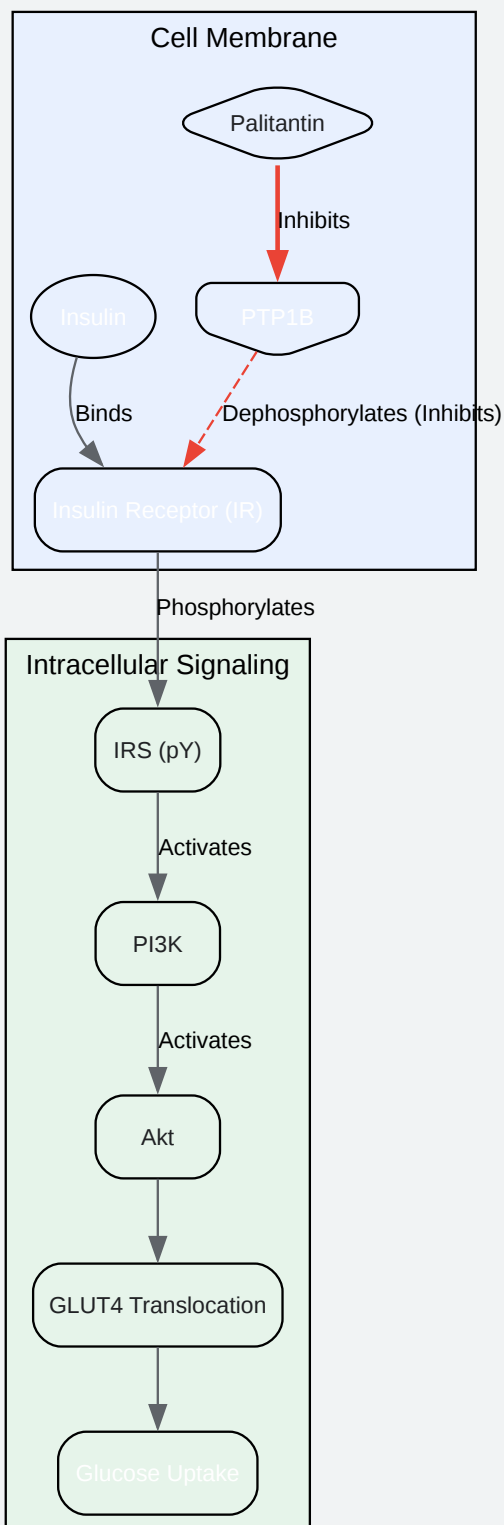 Cell Membrane
Palitantin
Inhibits
Insulin
PTP1B
Binds
Dephosphorylates (Inhibits)
Insulin Receptor (IR)
Phosphorylates
Intracellular Signaling
IRS (pY)
Activates
PI3K
Activates
Akt
GLUT4 Translocation
Glucose Uptake